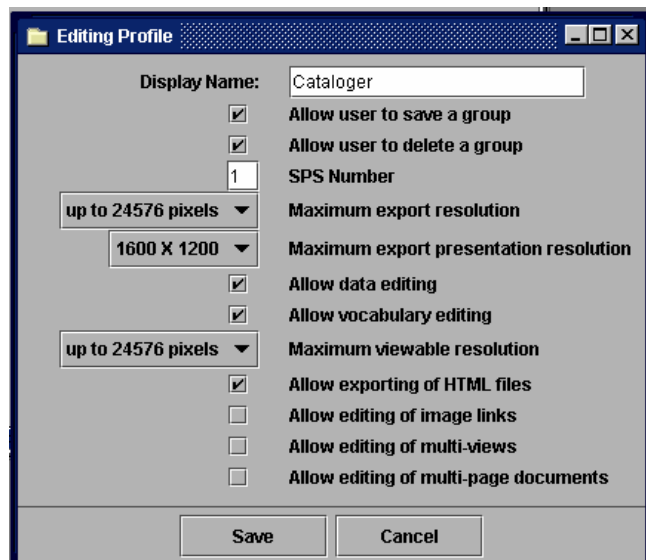 Editing Profile
Display Name: Cataloger
Allow user to save a group
Allow user to delete a group
1 SPS Number
up to 24576 pixels Maximum export resolution
1600 X 1200 Maximum export presentation resolution
Allow data editing
Allow vocabulary editing
up to 24576 pixels Maximum viewable resolution
Allow exporting of HTML files
Allow editing of image links
Allow editing of multi-views
Allow editing of multi-page documents
Save Cancel